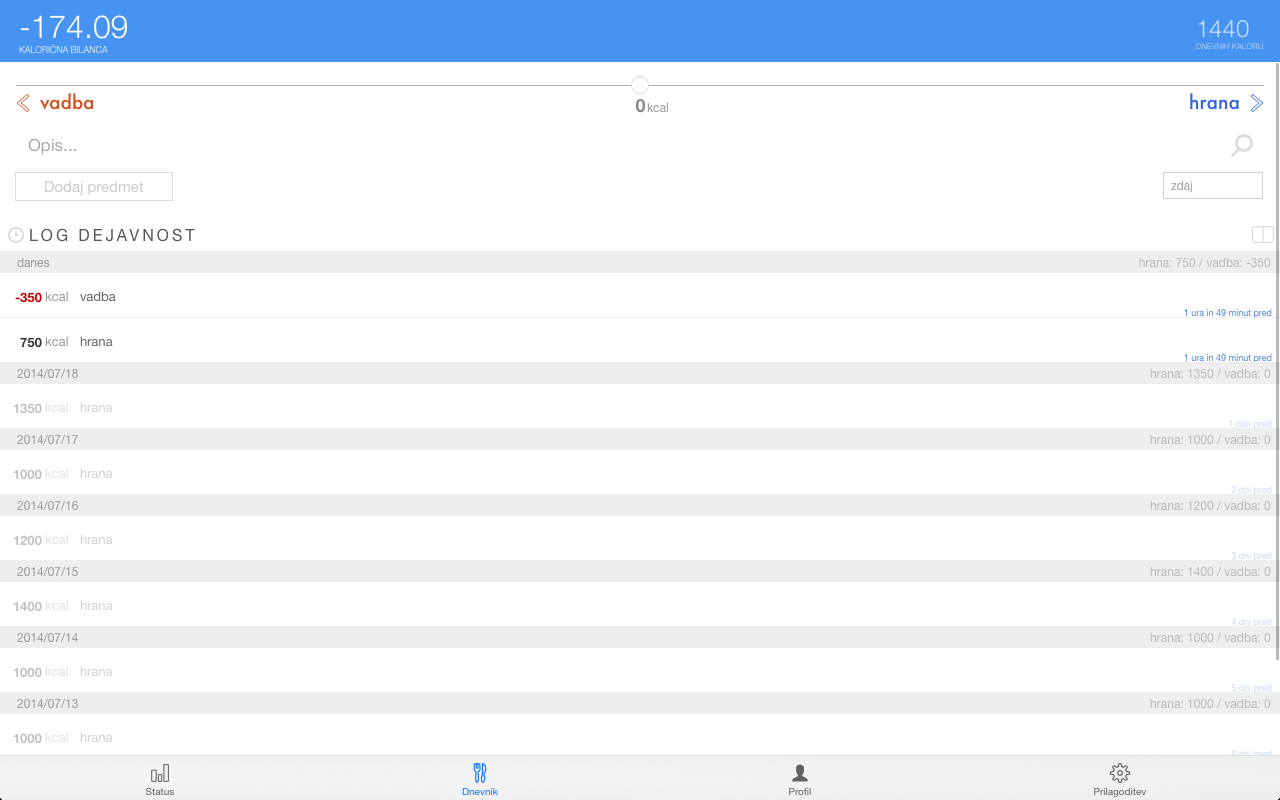 -174.09
KALORIČNA BILANCA
1440
DNEVNIH KALORIJ
vadba
0 kcal
hrana
Opis...
Dodaj predmet
zdaj
LOG DEJAVNOST
danes hrana: 750 / vadba: -350
-350 kcal vadba
1 ura in 49 minut pred
750 kcal hrana
1 ura in 49 minut pred
2014/07/18 hrana: 1350 / vadba: 0
1350 kcal hrana
1 dan pred
2014/07/17 hrana: 1000 / vadba: 0
1000 kcal hrana
2 dni pred
2014/07/16 hrana: 1200 / vadba: 0
1200 kcal hrana
3 dni pred
2014/07/15 hrana: 1400 / vadba: 0
1400 kcal hrana
4 dni pred
2014/07/14 hrana: 1000 / vadba: 0
1000 kcal hrana
5 dni pred
2014/07/13 hrana: 1000 / vadba: 0
1000 kcal hrana
6 dni pred
Status Dnevnik Profil Prilagoditev